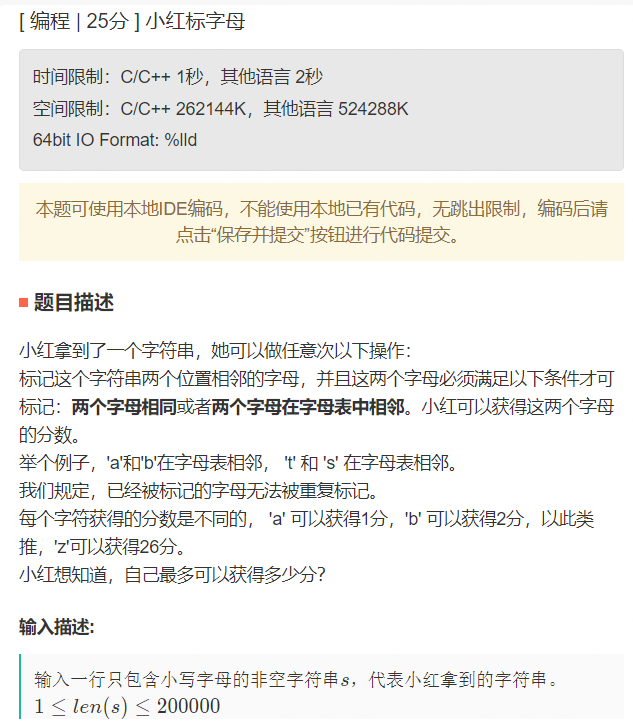 [ 编程 | 25分 ] 小红标字母
时间限制：C/C++ 1秒，其他语言 2秒
空间限制：C/C++ 262144K，其他语言 524288K
64bit IO Format: %lld
本题可使用本地IDE编码，不能使用本地已有代码，无跳出限制，编码后请
点击“保存并提交”按钮进行代码提交。
题目描述
小红拿到了一个字符串，她可以做任意次以下操作：
标记这个字符串两个位置相邻的字母，并且这两个字母必须满足以下条件才可
标记：两个字母相同或者两个字母在字母表中相邻。小红可以获得这两个字母
的分数。
举个例子，'a'和'b'在字母表相邻， 't' 和 's' 在字母表相邻。
我们规定，已经被标记的字母无法被重复标记。
每个字符获得的分数是不同的， 'a' 可以获得1分，'b' 可以获得2分，以此类
推，'z'可以获得26分。
小红想知道，自己最多可以获得多少分？
输入描述:
输入一行只包含小写字母的非空字符串s，代表小红拿到的字符串。
1 ≤ len(s) ≤ 200000